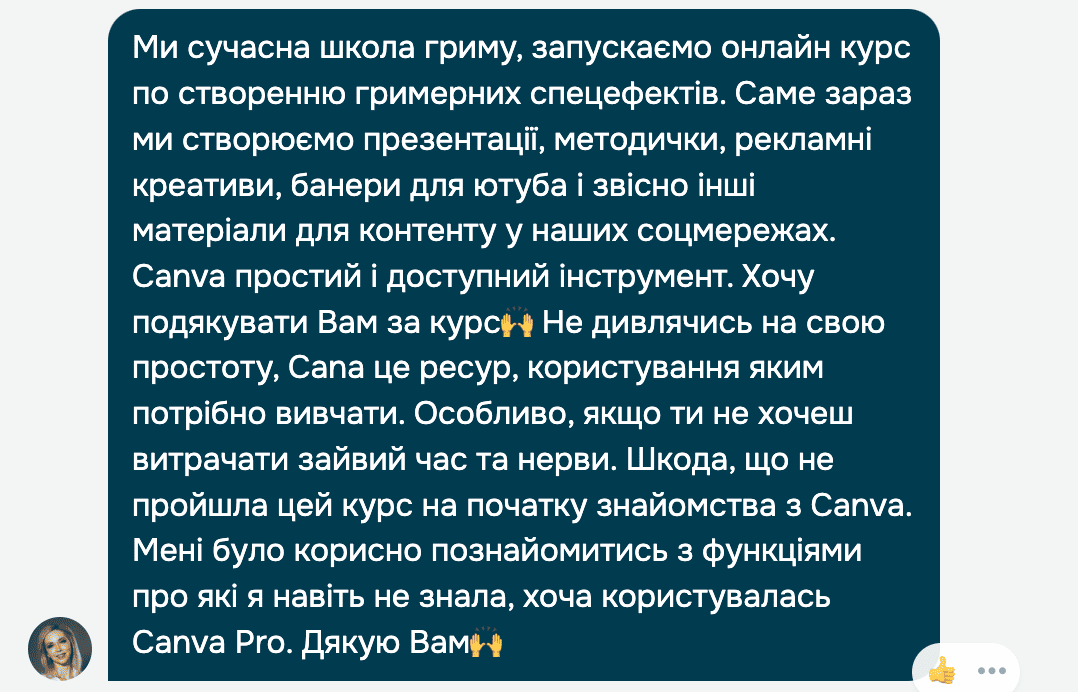 Ми сучасна школа гриму, запускаємо онлайн курс
по створенню гримерних спецефектів. Саме зараз
ми створюємо презентації, методички, рекламні
креативи, банери для ютуба і звісно інші
матеріали для контенту у наших соцмережах.
Canva простий і доступний інструмент. Хочу
подякувати Вам за курс🙌 Не дивлячись на свою
простоту, Cana це ресур, користування яким
потрібно вивчати. Особливо, якщо ти не хочеш
витрачати зайвий час та нерви. Шкода, що не
пройшла цей курс на початку знайомства з Canva.
Мені було корисно познайомитись з функціями
про які я навіть не знала, хоча користувалась
Canva Pro. Дякую Вам🙌